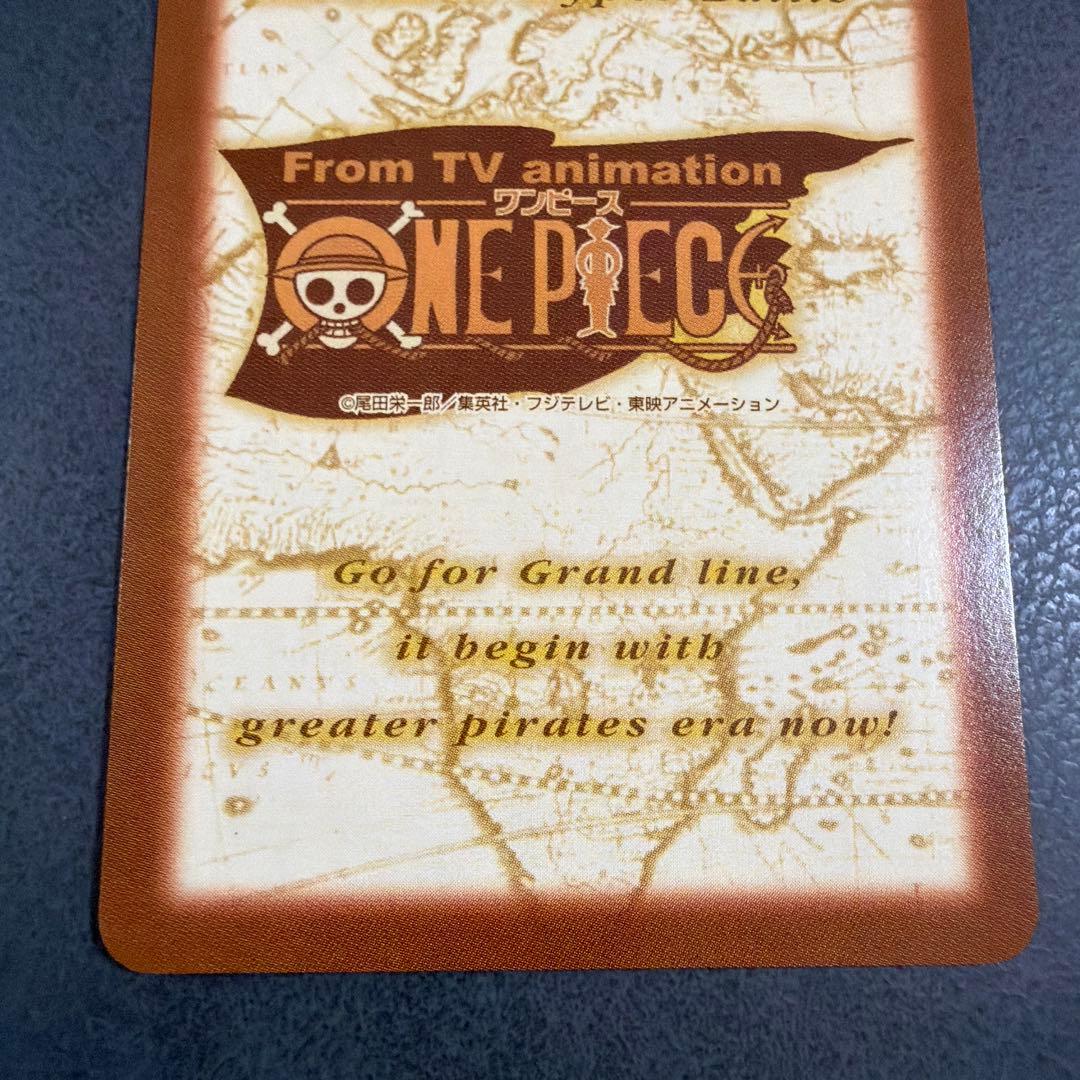 From TV animation
ワンピース
ONE PIECE
©尾田栄一郎／集英社・フジテレビ・東映アニメーション
Go for Grand line,
it begin with
CEANVS
greater pirates era now!